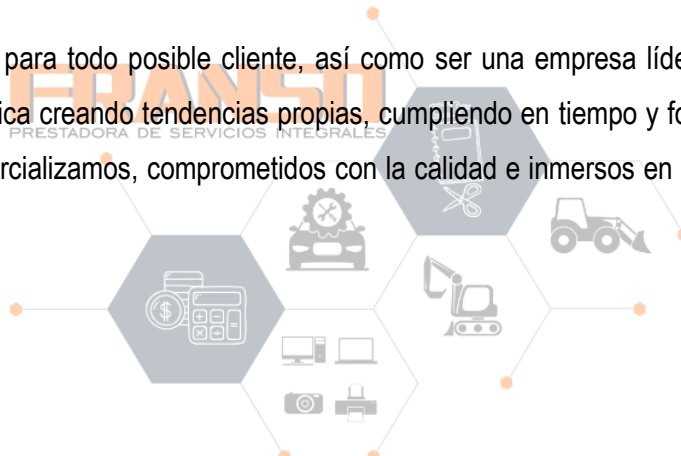 para todo posible cliente, así como ser una empresa líde
FRANSO
ica creando tendencias propias, cumpliendo en tiempo y fo
PRESTADORA DE SERVICIOS INTEGRALES
rcializamos, comprometidos con la calidad e inmersos en